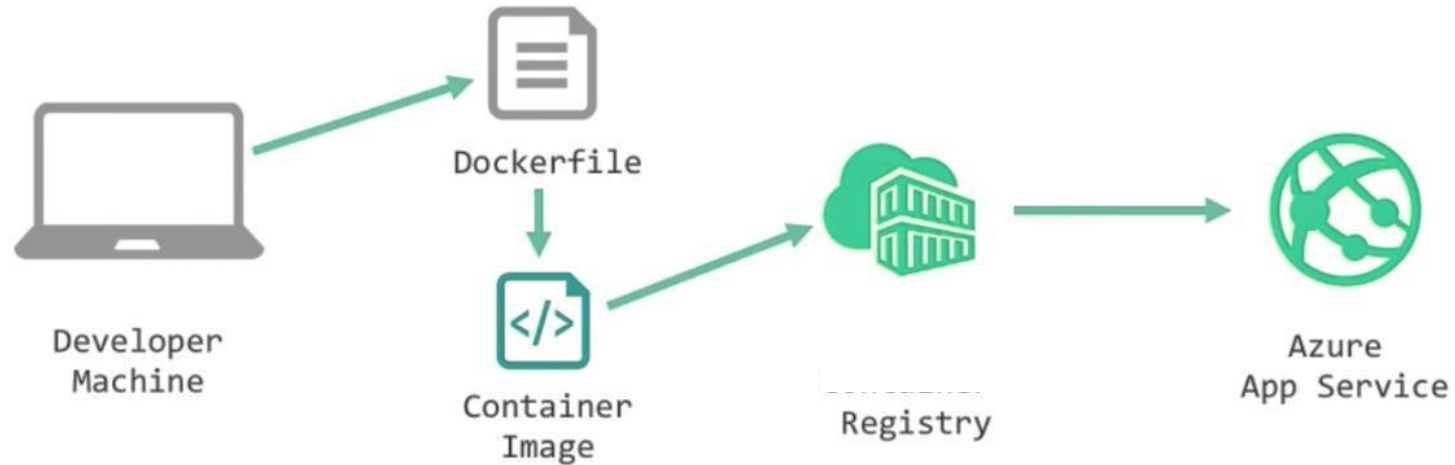 Dockerfile
Developer
Machine
Container
Image
Registry
Azure
App Service